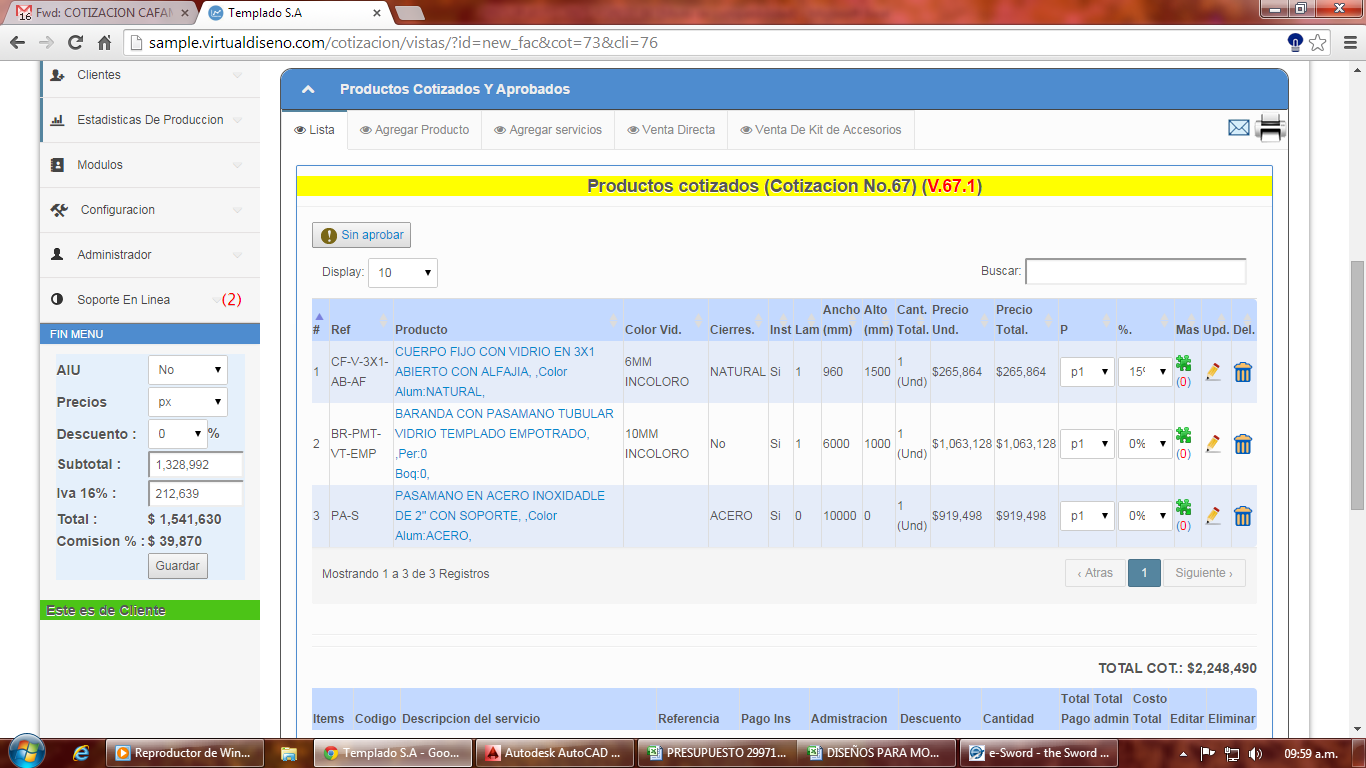 Fwd: COTIZACION CAFAM
16
Templado S.A
sample.virtualdiseno.com/cotizacion/vistas/?id=new_fac&cot=73&cli=76
Clientes
Estadisticas De Produccion
Modulos
Configuracion
Administrador
Soporte En Linea (2)
FIN MENU
AIU No
Precios px
Descuento : 0 %
Subtotal : 1,328,992
Iva 16% : 212,639
Total : $ 1,541,630
Comision % : $ 39,870
Guardar
Este es de Cliente
Productos Cotizados Y Aprobados
Lista Agregar Producto Agregar servicios Venta Directa Venta De Kit de Accesorios
Productos cotizados (Cotizacion No.67) (V.67.1)
Sin aprobar
Display: 10 Buscar:
Ancho Alto Cant. Precio Precio
# Ref Producto Color Vid. Cierres. Inst Lam (mm) (mm) Total. Und. Total. P %. Mas Upd. Del.
CF-V-3X1- CUERPO FIJO CON VIDRIO EN 3X1 6MM 1
1 AB-AF ABIERTO CON ALFAJIA, ,Color INCOLORO NATURAL Si 1 960 1500 (Und) $265,864 $265,864 p1 15% (0)
Alum:NATURAL,
BARANDA CON PASAMANO TUBULAR
2 BR-PMT- VIDRIO TEMPLADO EMPOTRADO, 10MM No Si 1 6000 1000 1 $1,063,128 $1,063,128 p1 0%
VT-EMP ,Per:0 INCOLORO (Und) (0)
Boq:0,
PASAMANO EN ACERO INOXIDADLE 1
3 PA-S DE 2" CON SOPORTE, ,Color ACERO Si 0 10000 0 (Und) $919,498 $919,498 p1 0% (0)
Alum:ACERO,
Mostrando 1 a 3 de 3 Registros ‹ Atras 1 Siguiente ›
TOTAL COT.: $2,248,490
Total Total Costo
Items Codigo Descripcion del servicio Referencia Pago Ins Admistracion Descuento Cantidad Pago admin Total Editar Eliminar
Reproductor de Win... Templado S.A - Goo... Autodesk AutoCAD ... PRESUPUESTO 29971... DISEÑOS PARA MO... e-Sword - the Sword ... 09:59 a.m.